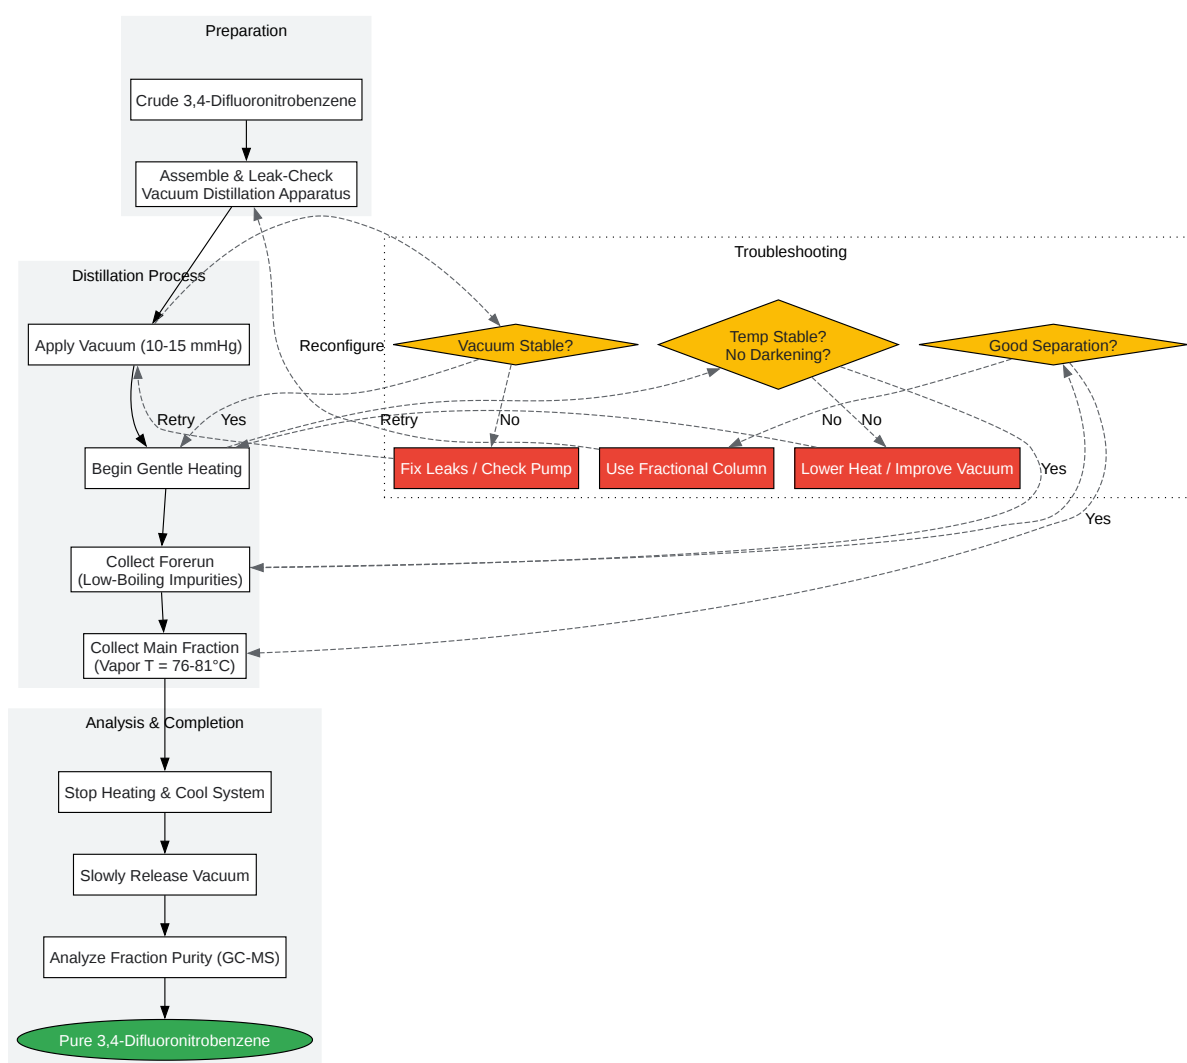 Preparation
Crude 3,4-Difluoronitrobenzene
Assemble & Leak-Check
Vacuum Distillation Apparatus
Troubleshooting
Distillation Process
Apply Vacuum (10-15 mmHg)
Reconfigure
Vacuum Stable?
Temp Stable?
No Darkening?
Good Separation?
Retry
Yes
Retry
No
No
No
Begin Gentle Heating
Fix Leaks / Check Pump
Use Fractional Column
Lower Heat / Improve Vacuum
Yes
Yes
Collect Forerun
(Low-Boiling Impurities)
Collect Main Fraction
(Vapor T = 76-81°C)
Analysis & Completion
Stop Heating & Cool System
Slowly Release Vacuum
Analyze Fraction Purity (GC-MS)
Pure 3,4-Difluoronitrobenzene